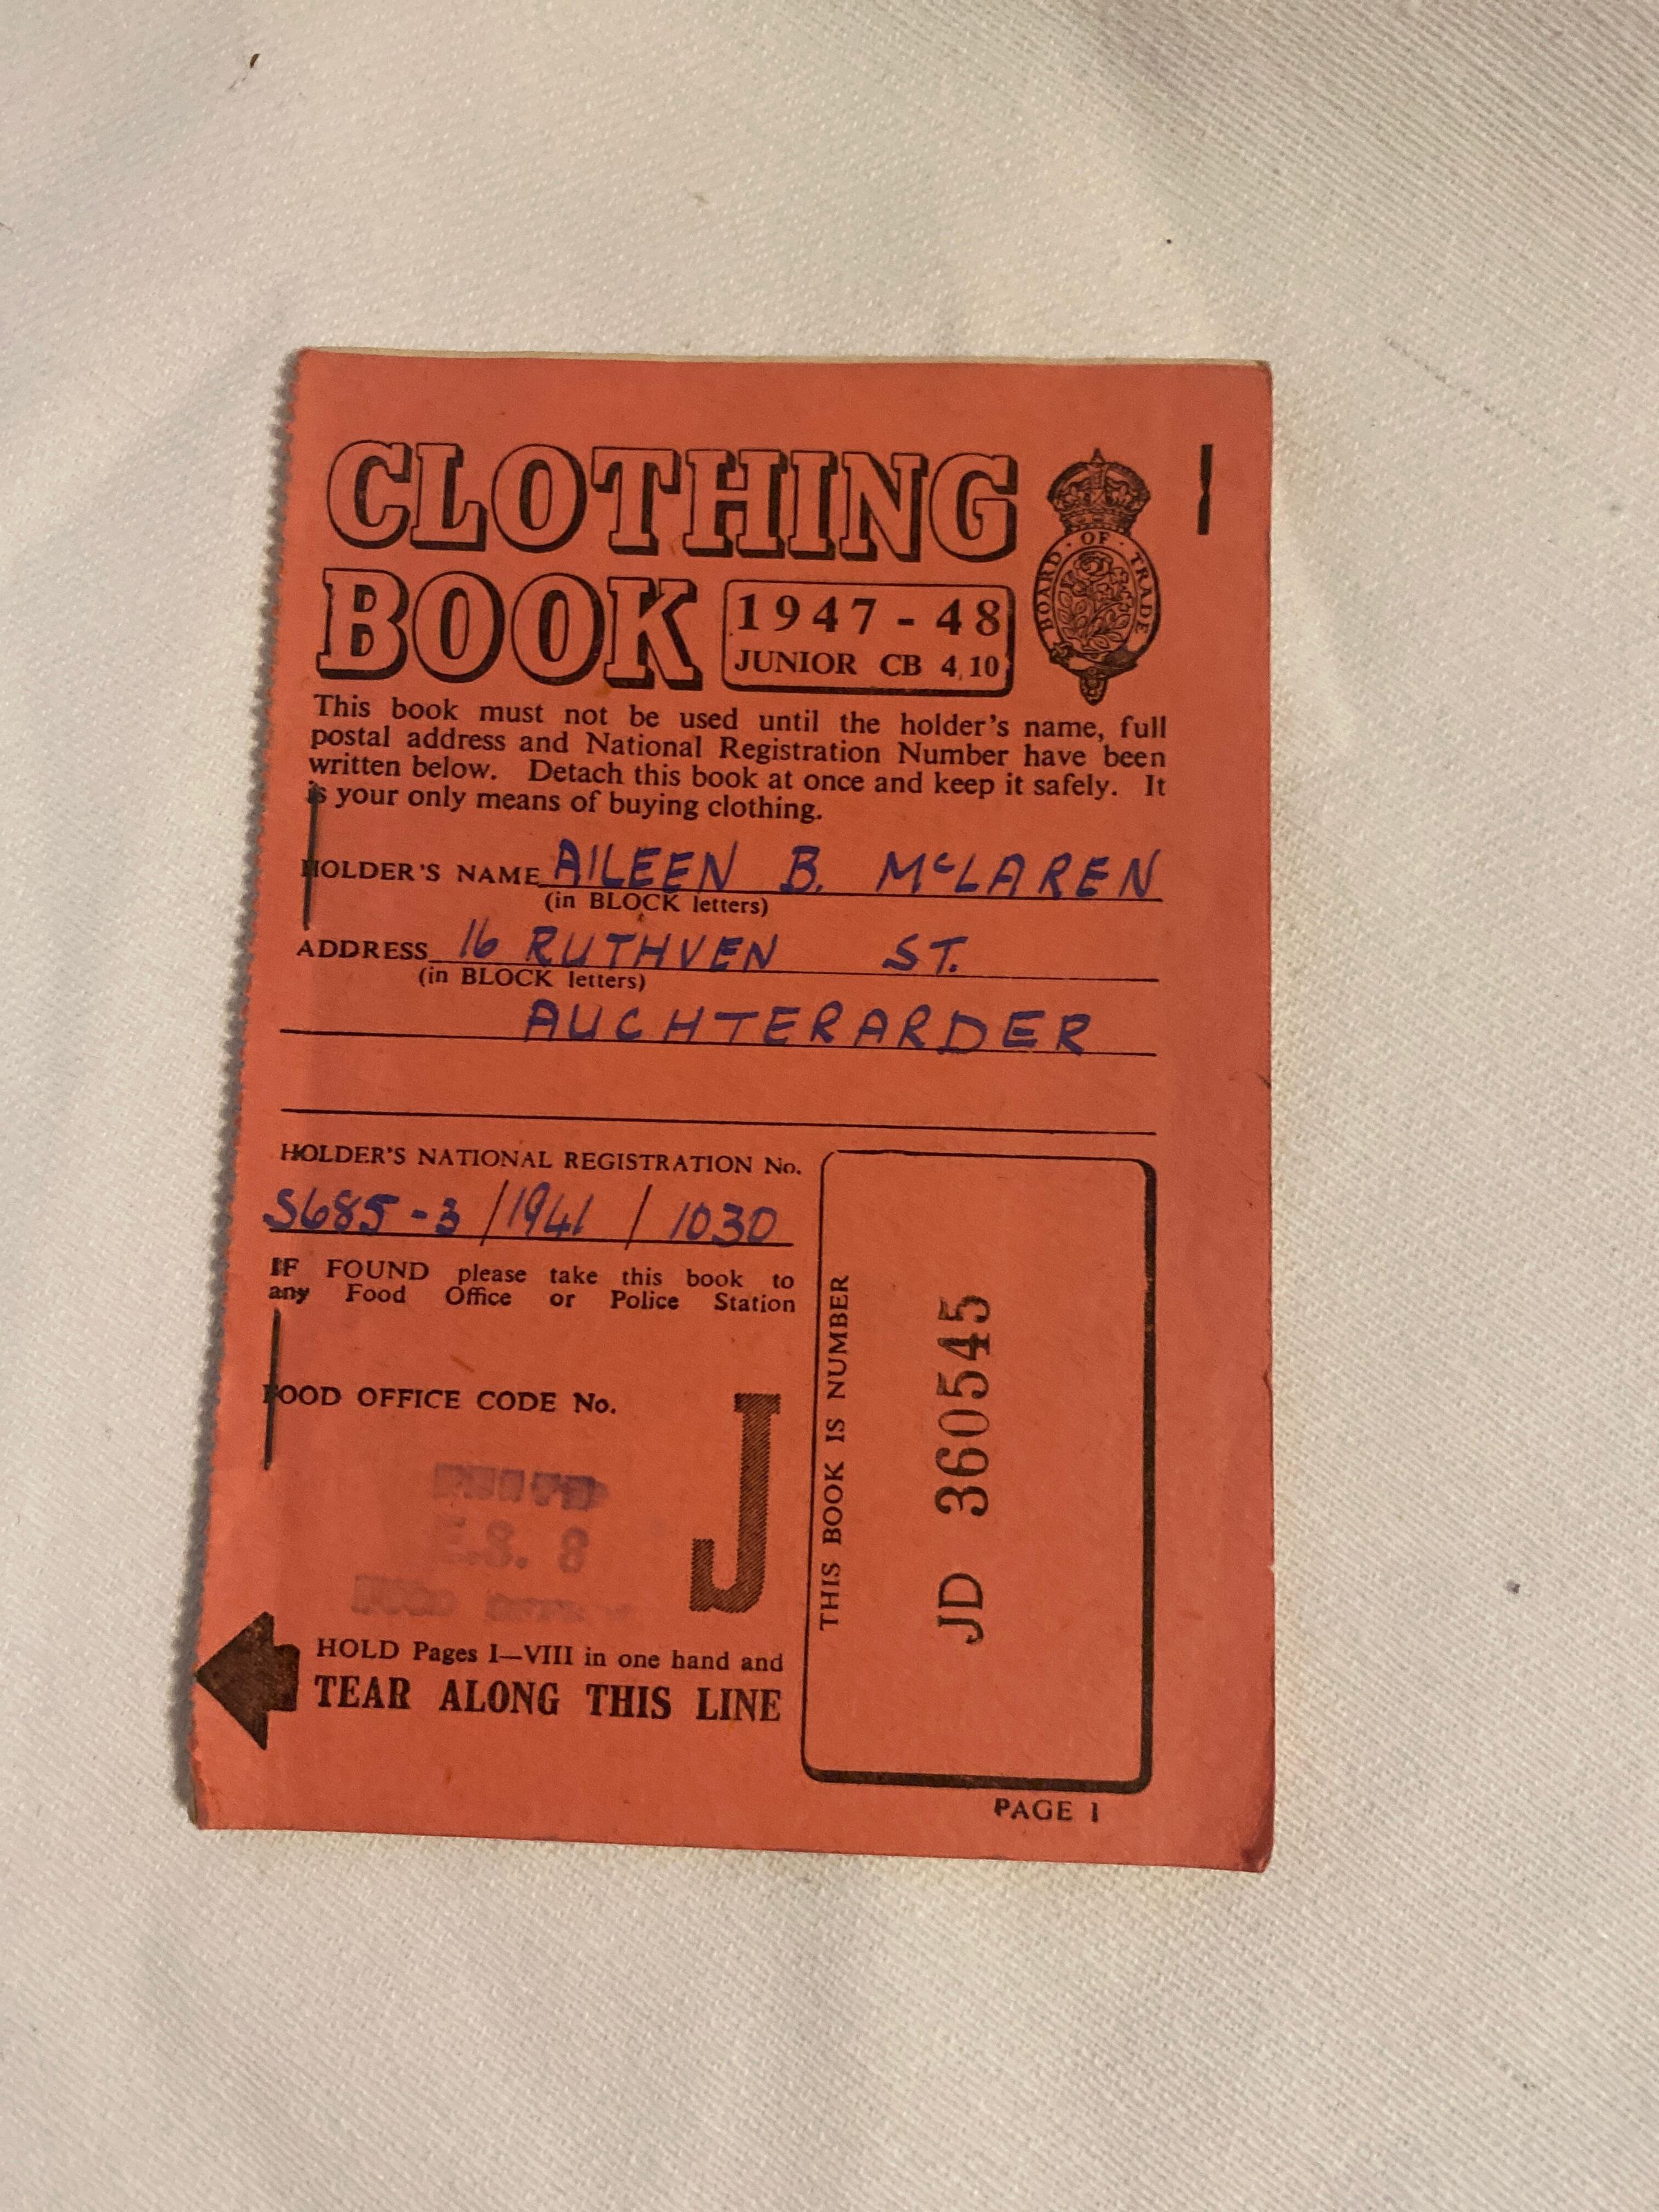 CLOTHING
BOOK
1947 - 48
JUNIOR CB 4/10
BOARD · OF · TRADE
This book must not be used until the holder's name, full
postal address and National Registration Number have been
written below. Detach this book at once and keep it safely. It
is your only means of buying clothing.
HOLDER'S NAME AILEEN B. McLAREN
(in BLOCK letters)
ADDRESS 16 RUTHVEN ST.
(in BLOCK letters)
AUCHTERARDER
HOLDER'S NATIONAL REGISTRATION No.
S685-3/1941/1030
IF FOUND please take this book to
any Food Office or Police Station
FOOD OFFICE CODE No.
E.S. 8
J
HOLD Pages I—VIII in one hand and
TEAR ALONG THIS LINE
THIS BOOK IS NUMBER
JD 360545
PAGE 1